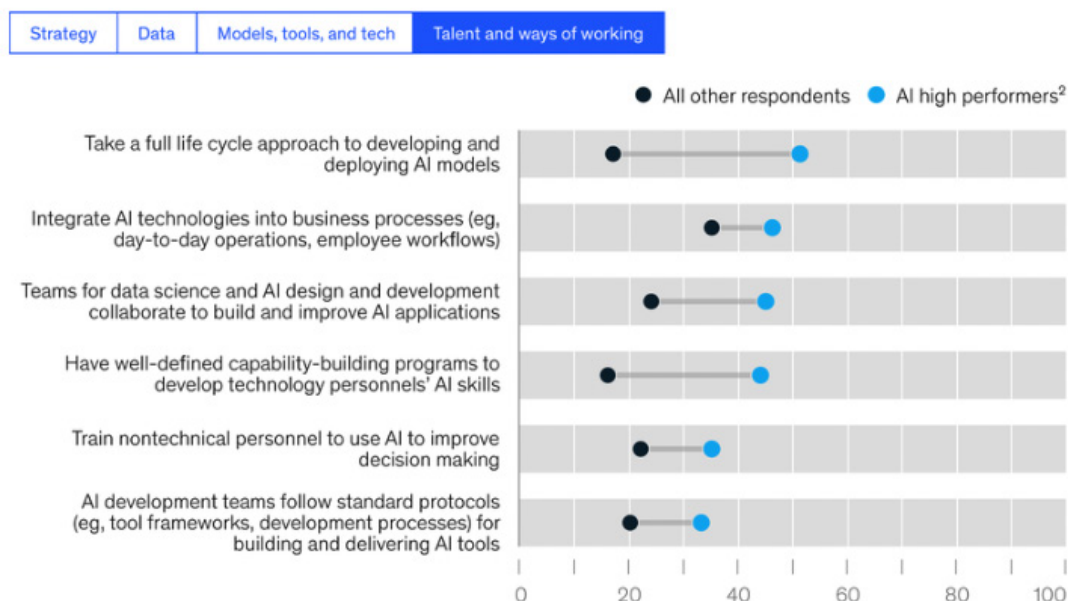 Strategy
Data
Models, tools, and tech
Talent and ways of working
All other respondents
AI high performers²
Take a full life cycle approach to developing and
deploying AI models
Integrate AI technologies into business processes (eg,
day-to-day operations, employee workflows)
Teams for data science and AI design and development
collaborate to build and improve AI applications
Have well-defined capability-building programs to
develop technology personnels’ AI skills
Train nontechnical personnel to use AI to improve
decision making
AI development teams follow standard protocols
(eg, tool frameworks, development processes) for
building and delivering AI tools
0 20 40 60 80 100